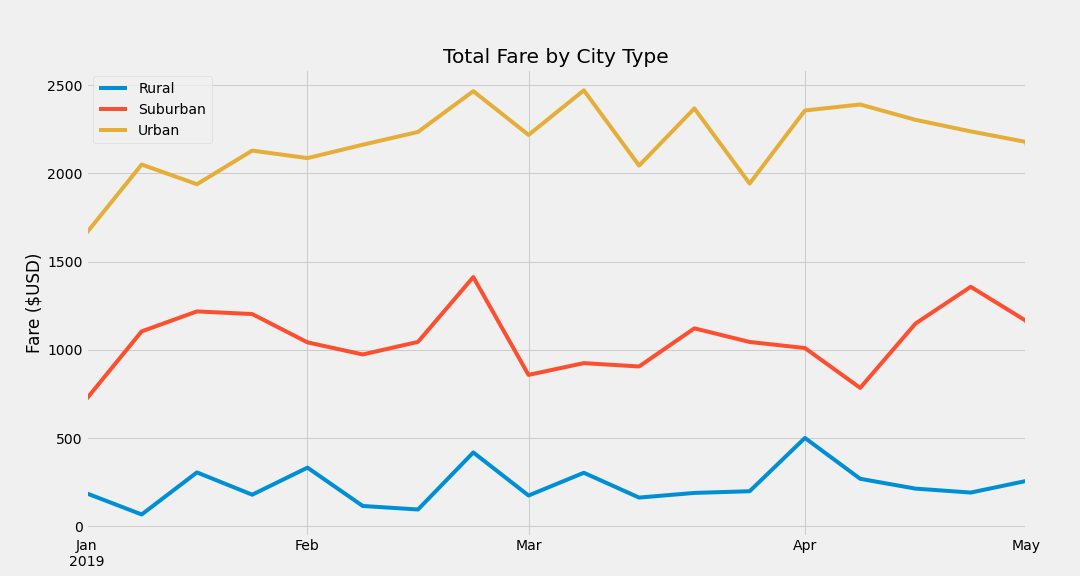 Total Fare by City Type
Rural
Suburban
Urban
2500
2000
1500
1000
500
0
Fare ($USD)
Jan Feb Mar Apr May
2019